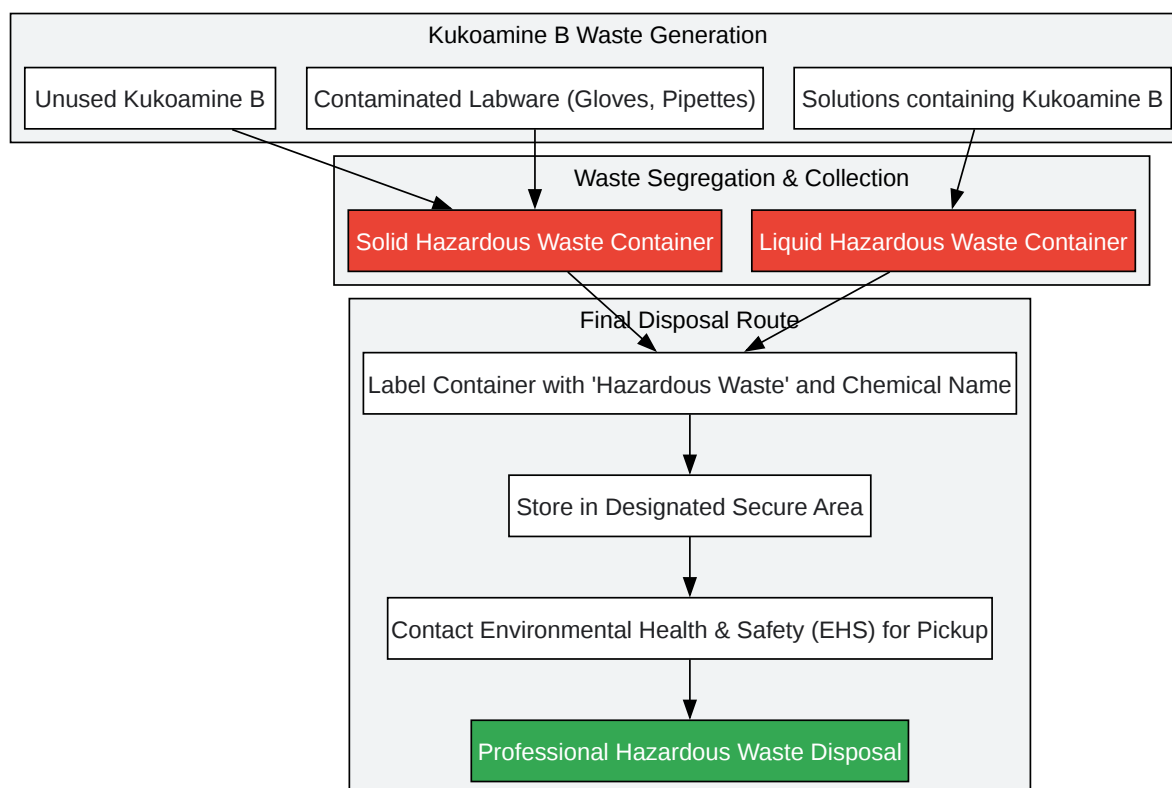 Kukoamine B Waste Generation
Unused Kukoamine B
Contaminated Labware (Gloves, Pipettes)
Solutions containing Kukoamine B
Waste Segregation & Collection
Solid Hazardous Waste Container
Liquid Hazardous Waste Container
Final Disposal Route
Label Container with 'Hazardous Waste' and Chemical Name
Store in Designated Secure Area
Contact Environmental Health & Safety (EHS) for Pickup
Professional Hazardous Waste Disposal